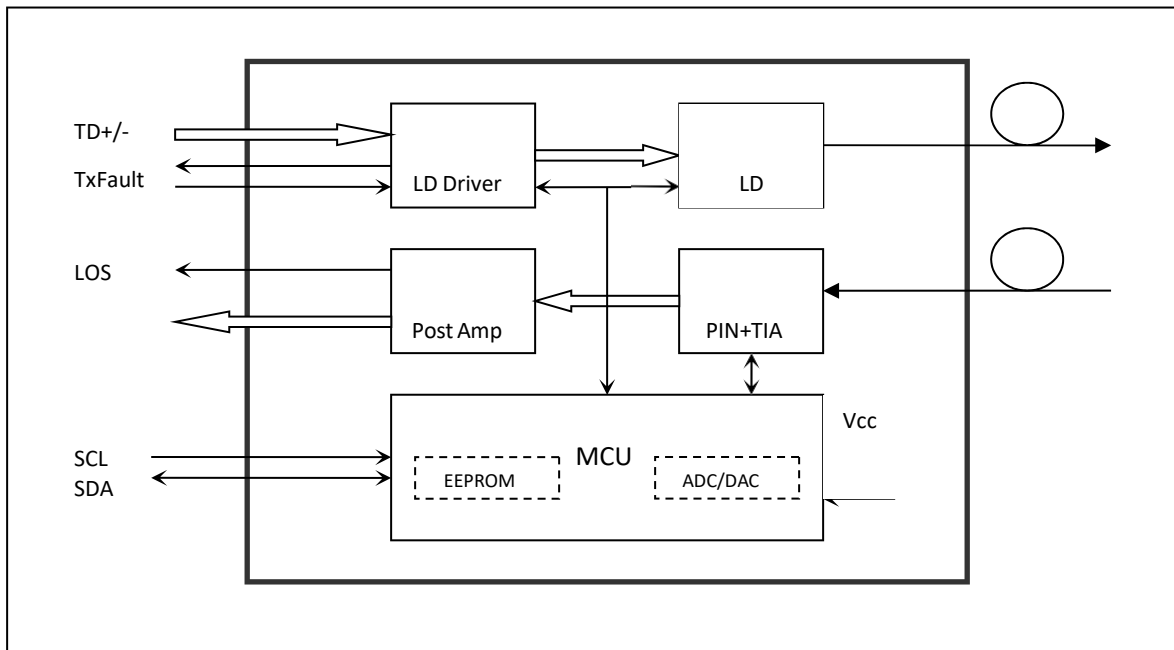 TD+/-
TxFault
LD Driver
LD
LOS
Post Amp
PIN+TIA
Vcc
SCL
SDA
MCU
EEPROM
ADC/DAC